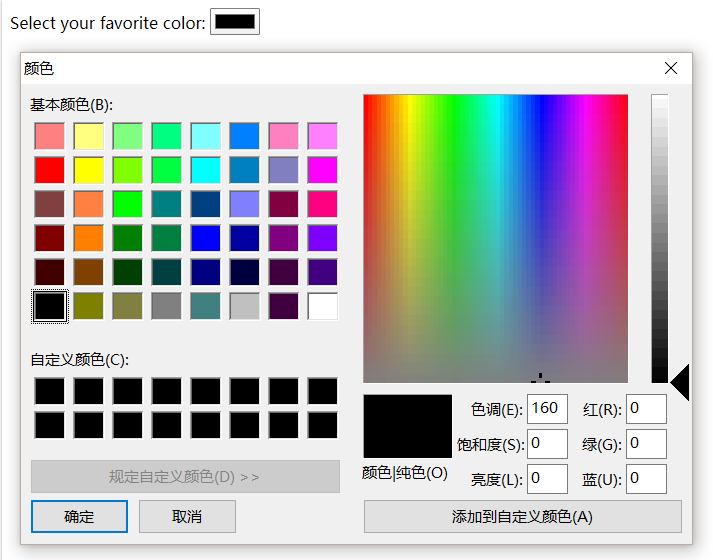 Select your favorite color:
颜色
基本颜色(B):
自定义颜色(C):
规定自定义颜色(D) >>
确定
取消
颜色|纯色(O)
色调(E): 160
红(R): 0
饱和度(S): 0
绿(G): 0
亮度(L): 0
蓝(U): 0
添加到自定义颜色(A)